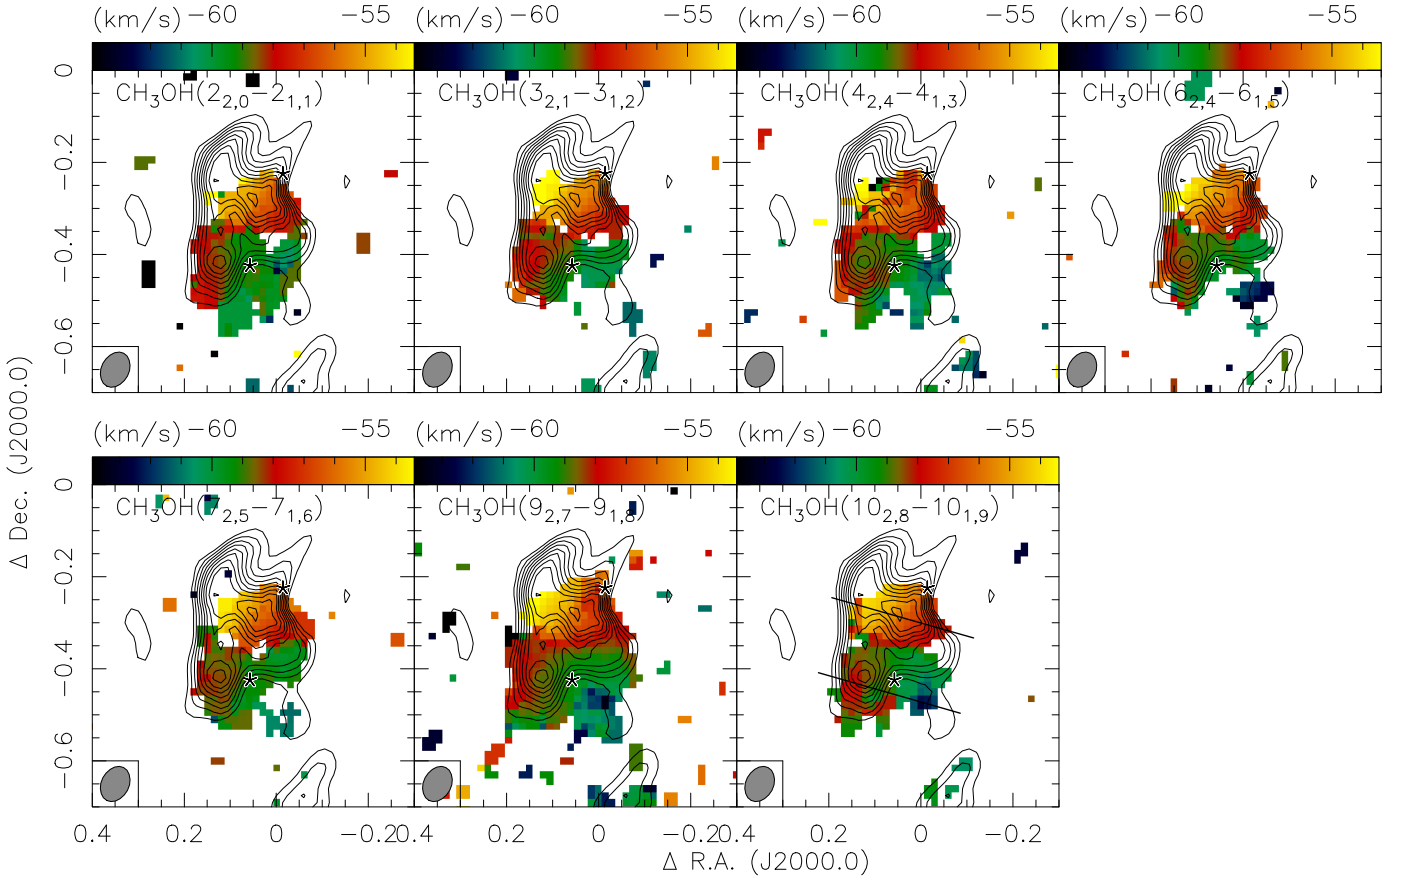 (km/s) −60 −55 (km/s) −60 −55 (km/s) −60 −55 (km/s) −60 −55
CH₃OH(2₂,₀−2₁,₁) CH₃OH(3₂,₁−3₁,₂) CH₃OH(4₂,₄−4₁,₃) CH₃OH(6₂,₄−6₁,₅)
0
−0.2
−0.4
−0.6
Δ Dec. (J2000.0)
(km/s) −60 −55 (km/s) −60 −55 (km/s) −60 −55
CH₃OH(7₂,₅−7₁,₆) CH₃OH(9₂,₇−9₁,₈) CH₃OH(10₂,₈−10₁,₉)
0
−0.2
−0.4
−0.6
0.4 0.2 0 −0.2 0.4 0.2 0 −0.2 0.4 0.2 0 −0.2
Δ R.A. (J2000.0)